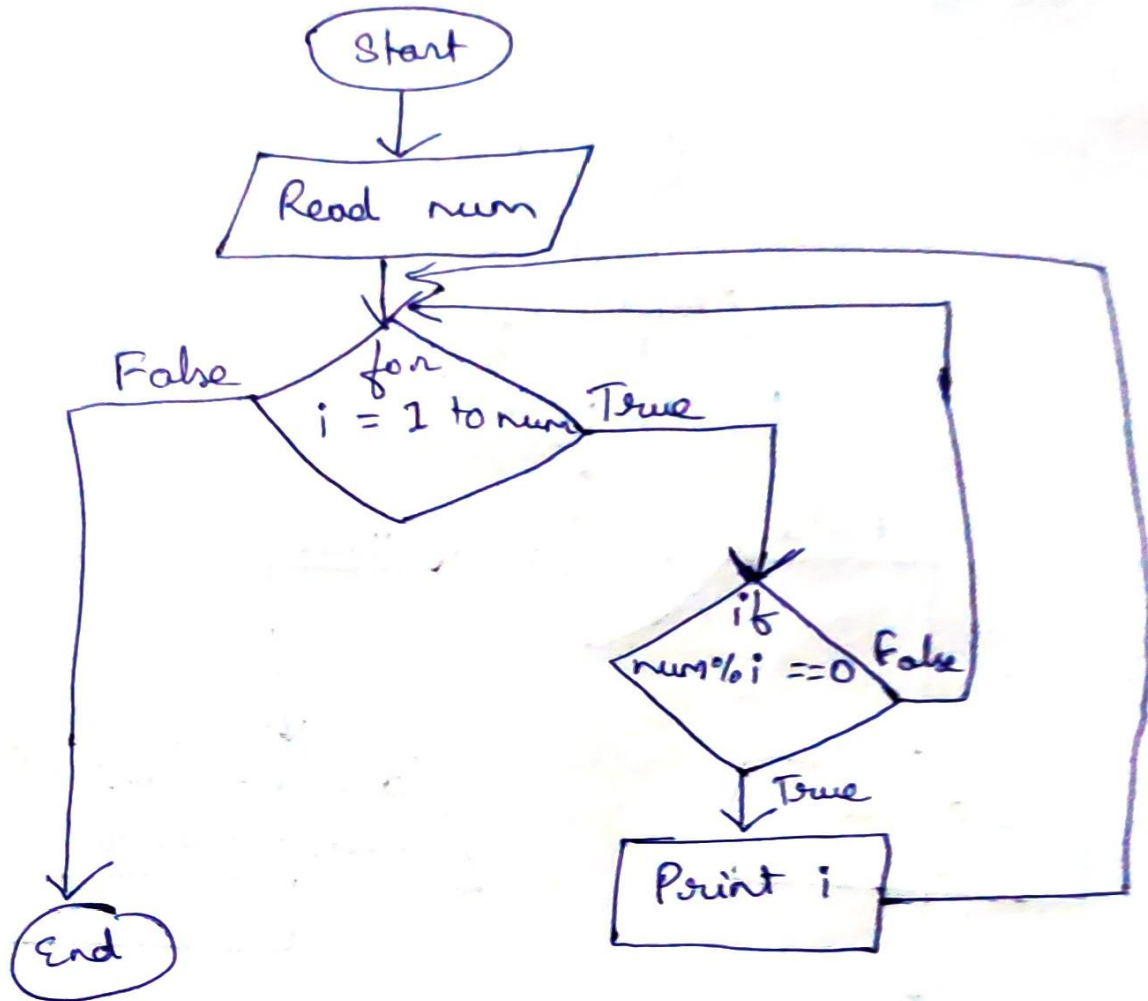 Start
Read num
for
i = 1 to num
False
True
if
num%i ==0
False
True
Print i
End